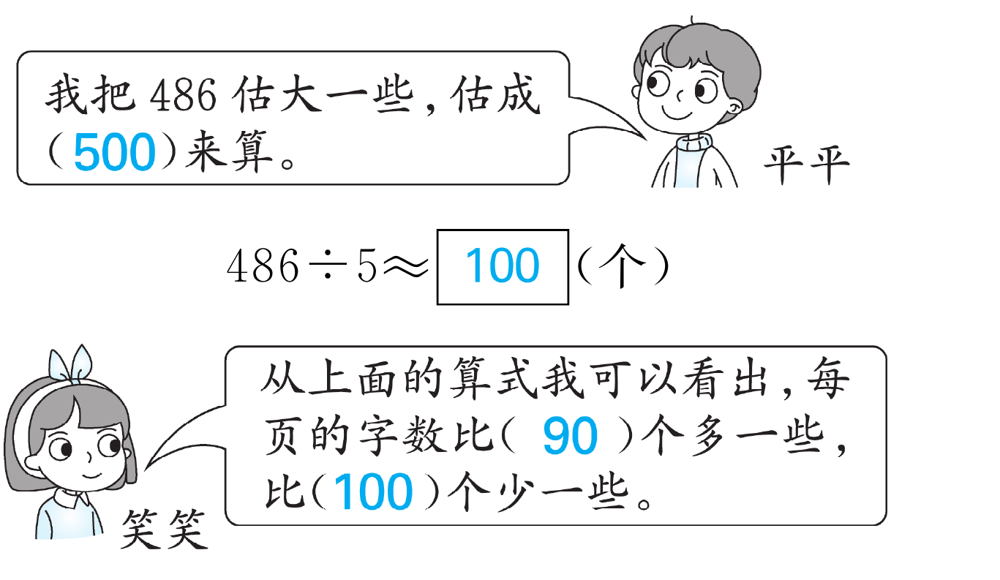 我把 486 估大一些,估成
(500)来算。
平平
486÷5≈100(个)
从上面的算式我可以看出,每
页的字数比( 90 )个多一些,
比(100)个少一些。
笑笑